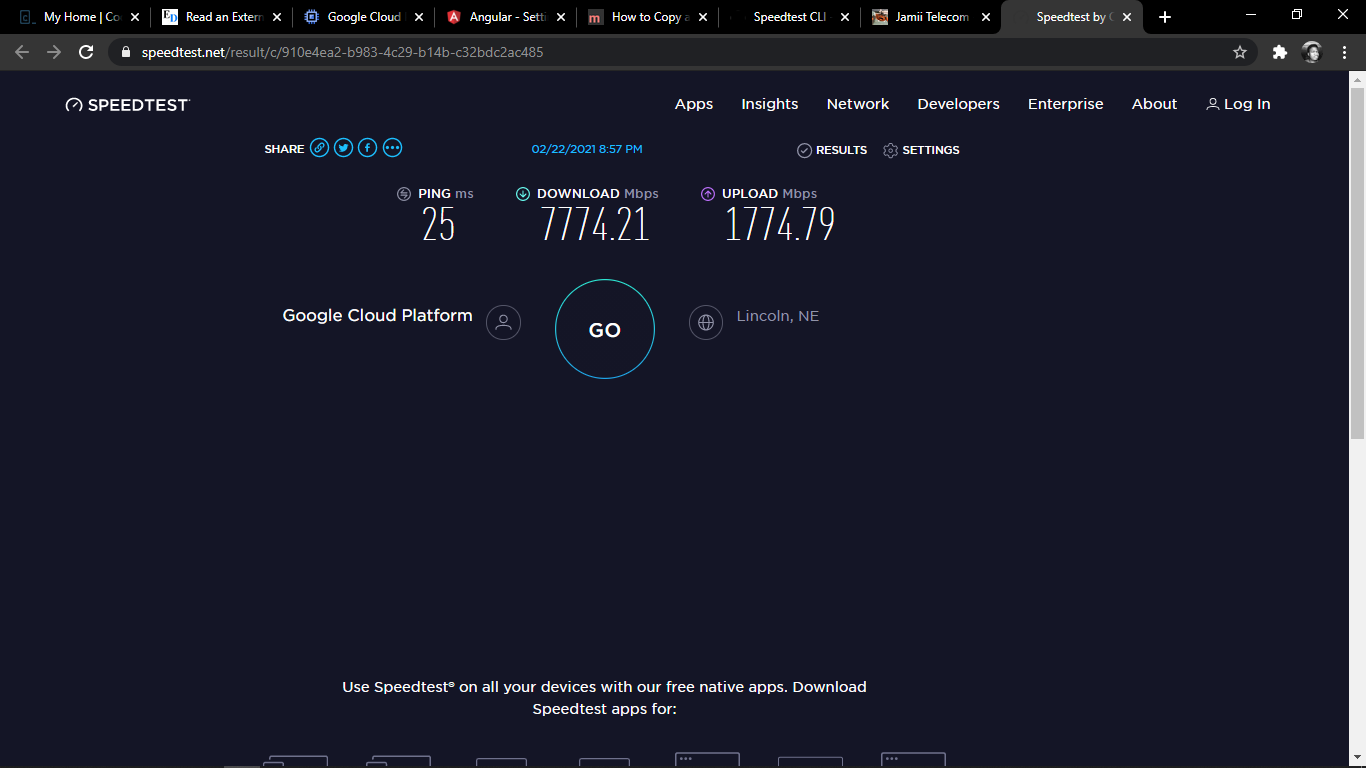 My Home | Co
Read an Extern
Google Cloud
Angular - Setti
How to Copy a
Speedtest CLI
Jamii Telecom
Speedtest by O
speedtest.net/result/c/910e4ea2-b983-4c29-b14b-c32bdc2ac485
SPEEDTEST
Apps
Insights
Network
Developers
Enterprise
About
Log In
SHARE
02/22/2021 8:57 PM
RESULTS
SETTINGS
PING ms
DOWNLOAD Mbps
UPLOAD Mbps
25
7774.21
1774.79
Google Cloud Platform
GO
Lincoln, NE
Use Speedtest® on all your devices with our free native apps. Download
Speedtest apps for: